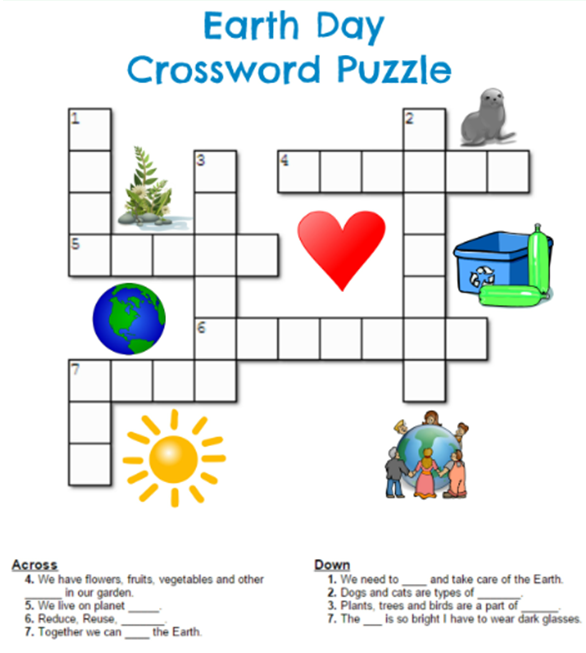 Earth Day
Crossword Puzzle
1
2
3
4
5
6
7
Across
4. We have flowers, fruits, vegetables and other
______ in our garden.
5. We live on planet _____.
6. Reduce, Reuse, _______.
7. Together we can ____ the Earth.
Down
1. We need to ____ and take care of the Earth.
2. Dogs and cats are types of _______.
3. Plants, trees and birds are a part of ______.
7. The ___ is so bright I have to wear dark glasses.